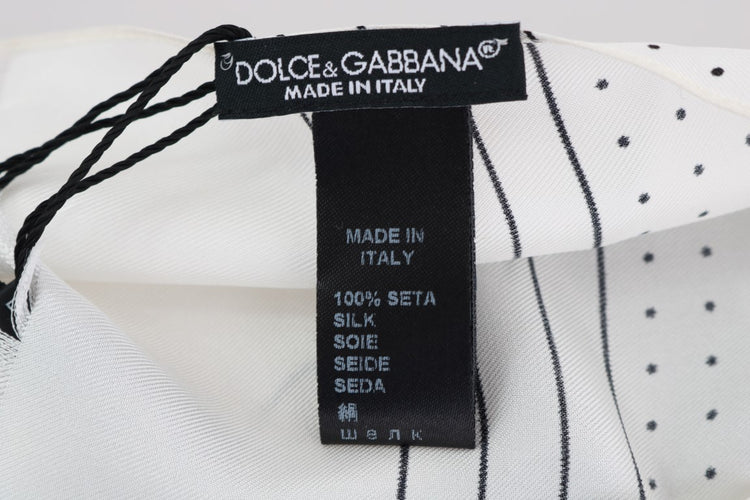 DOLCE&GABBANA®
MADE IN ITALY
MADE IN
ITALY
100% SETA
SILK
SOIE
SEIDE
SEDA
絹
шелк